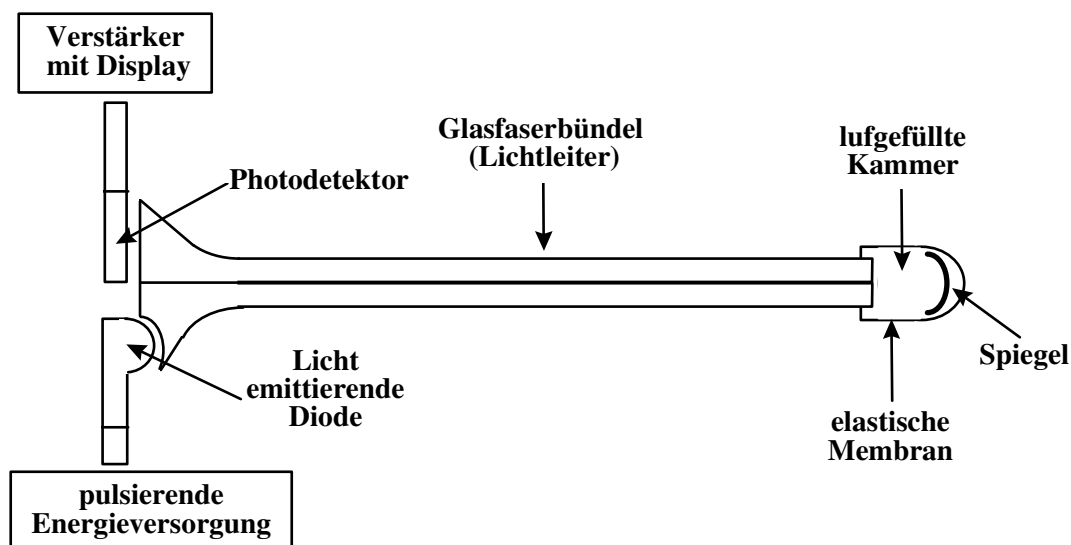 Verstärker
mit Display
Glasfaserbündel
(Lichtleiter)
lufgefüllte
Kammer
Photodetektor
Licht
emittierende
Diode
Spiegel
elastische
Membran
pulsierende
Energieversorgung